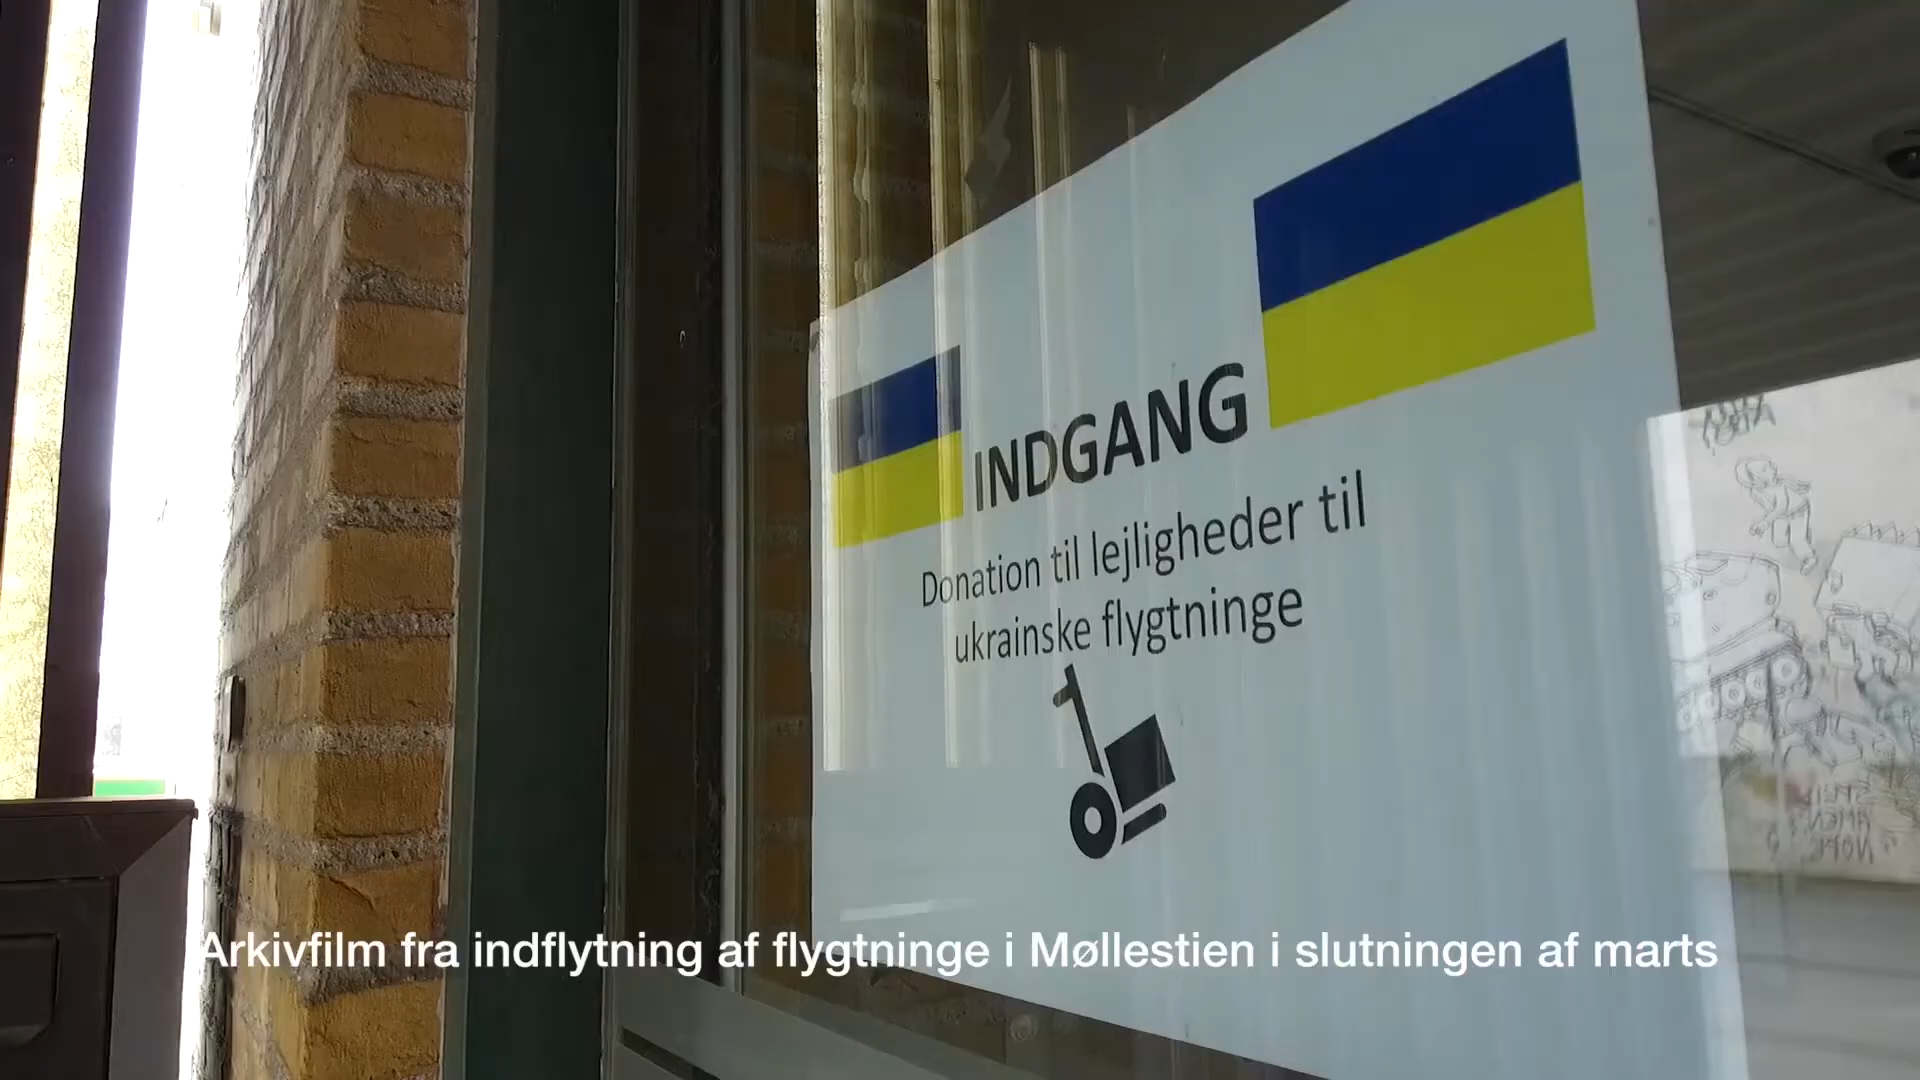 INDGANG
Donation til lejligheder til
ukrainske flygtninge
Arkivfilm fra indflytning af flygtninge i Møllestien i slutningen af marts